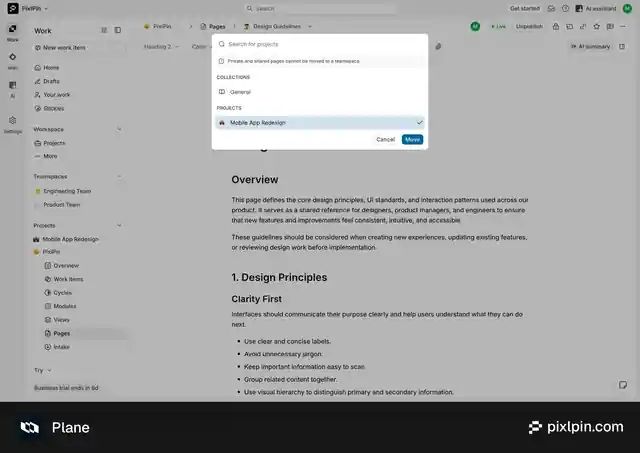 PixlPin
Search
Get started
AI assistant
M
Work
Wiki
AI
Settings
Work
New work item
Home
Drafts
Your work
Stickies
Workspace
Projects
More
Teamspaces
Engineering Team
Product Team
Projects
Mobile App Redesign
PixlPin
Overview
Work items
Cycles
Modules
Views
Pages
Intake
Try
Business trial ends in 6d
PixlPin
Pages
Design Guidelines
M
Live
Unpublish
Heading 2
Color
AI summary
Search for projects
Private and shared pages cannot be moved to a teamspace.
COLLECTIONS
General
PROJECTS
Mobile App Redesign
Cancel
Move
Overview
This page defines the core design principles, UI standards, and interaction patterns used across our
product. It serves as a shared reference for designers, product managers, and engineers to ensure
that new features and improvements feel consistent, intuitive, and accessible.
These guidelines should be considered when creating new experiences, updating existing features,
or reviewing design work before implementation.
1. Design Principles
Clarity First
Interfaces should communicate their purpose clearly and help users understand what they can do
next.
• Use clear and concise labels.
• Avoid unnecessary jargon.
• Keep important information easy to scan.
• Group related content together.
• Use visual hierarchy to distinguish primary and secondary information.
Plane
pixlpin.com